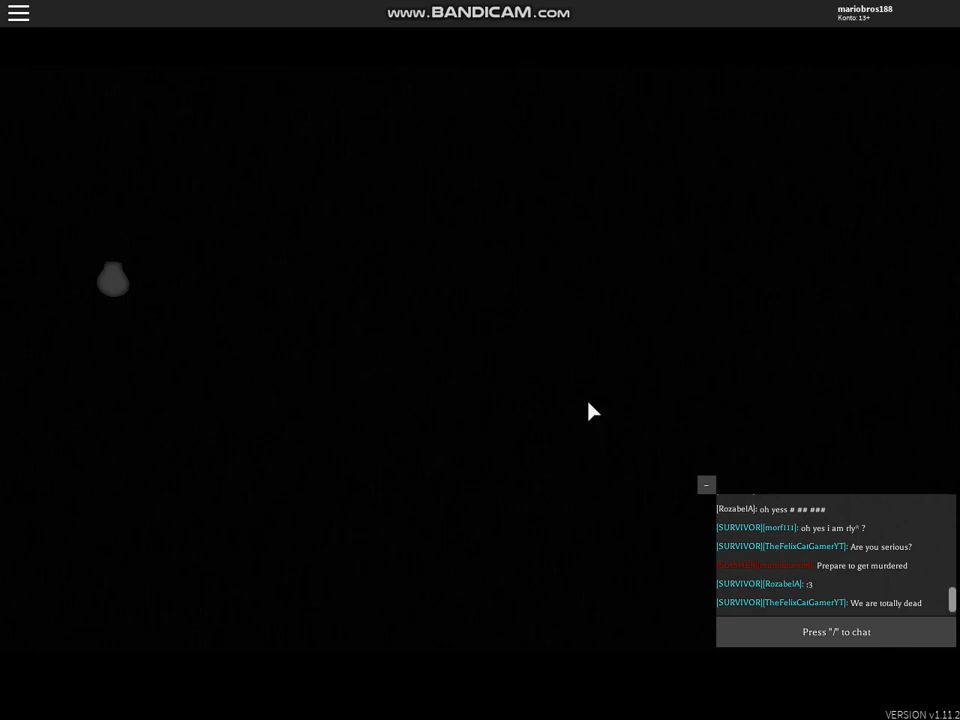 www.BANDICAM.com
mariobros188
Konto: 13+
[RozabelA]: oh yess # ## ###
[SURVIVOR][morf111]: oh yes i am rly* ?
[SURVIVOR][TheFelixCatGamerYT]: Are you serious?
Prepare to get murdered
[SURVIVOR][RozabelA]: :3
[SURVIVOR][TheFelixCatGamerYT]: We are totally dead
Press "/" to chat
VERSION v1.11.2